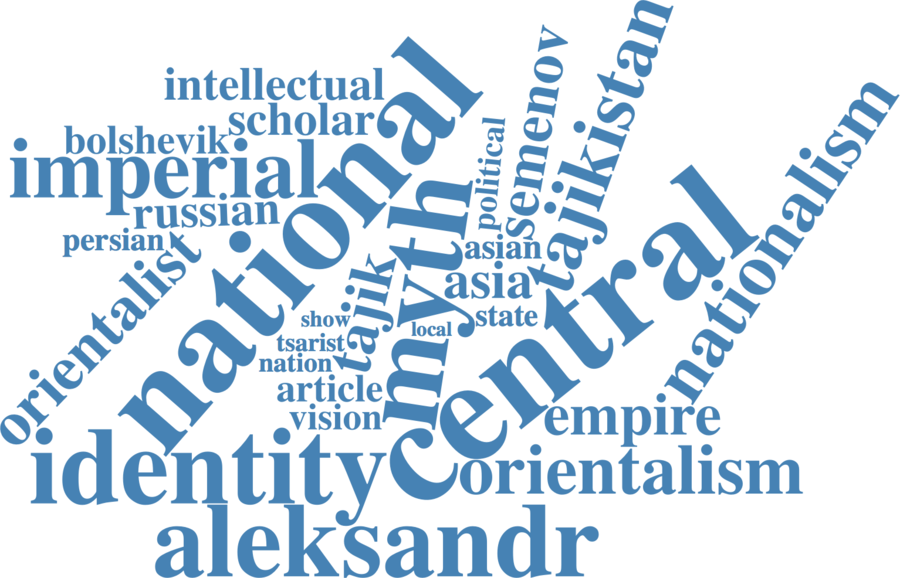 intellectual
scholar
bolshevik
imperial
russian
persian
orientalist
national
myth
political
semenov
tajikistan
nationalism
central
asian
asia
state
tajik
show
local
tsarist
nation
article
vision
identity
empire
orientalism
aleksandr